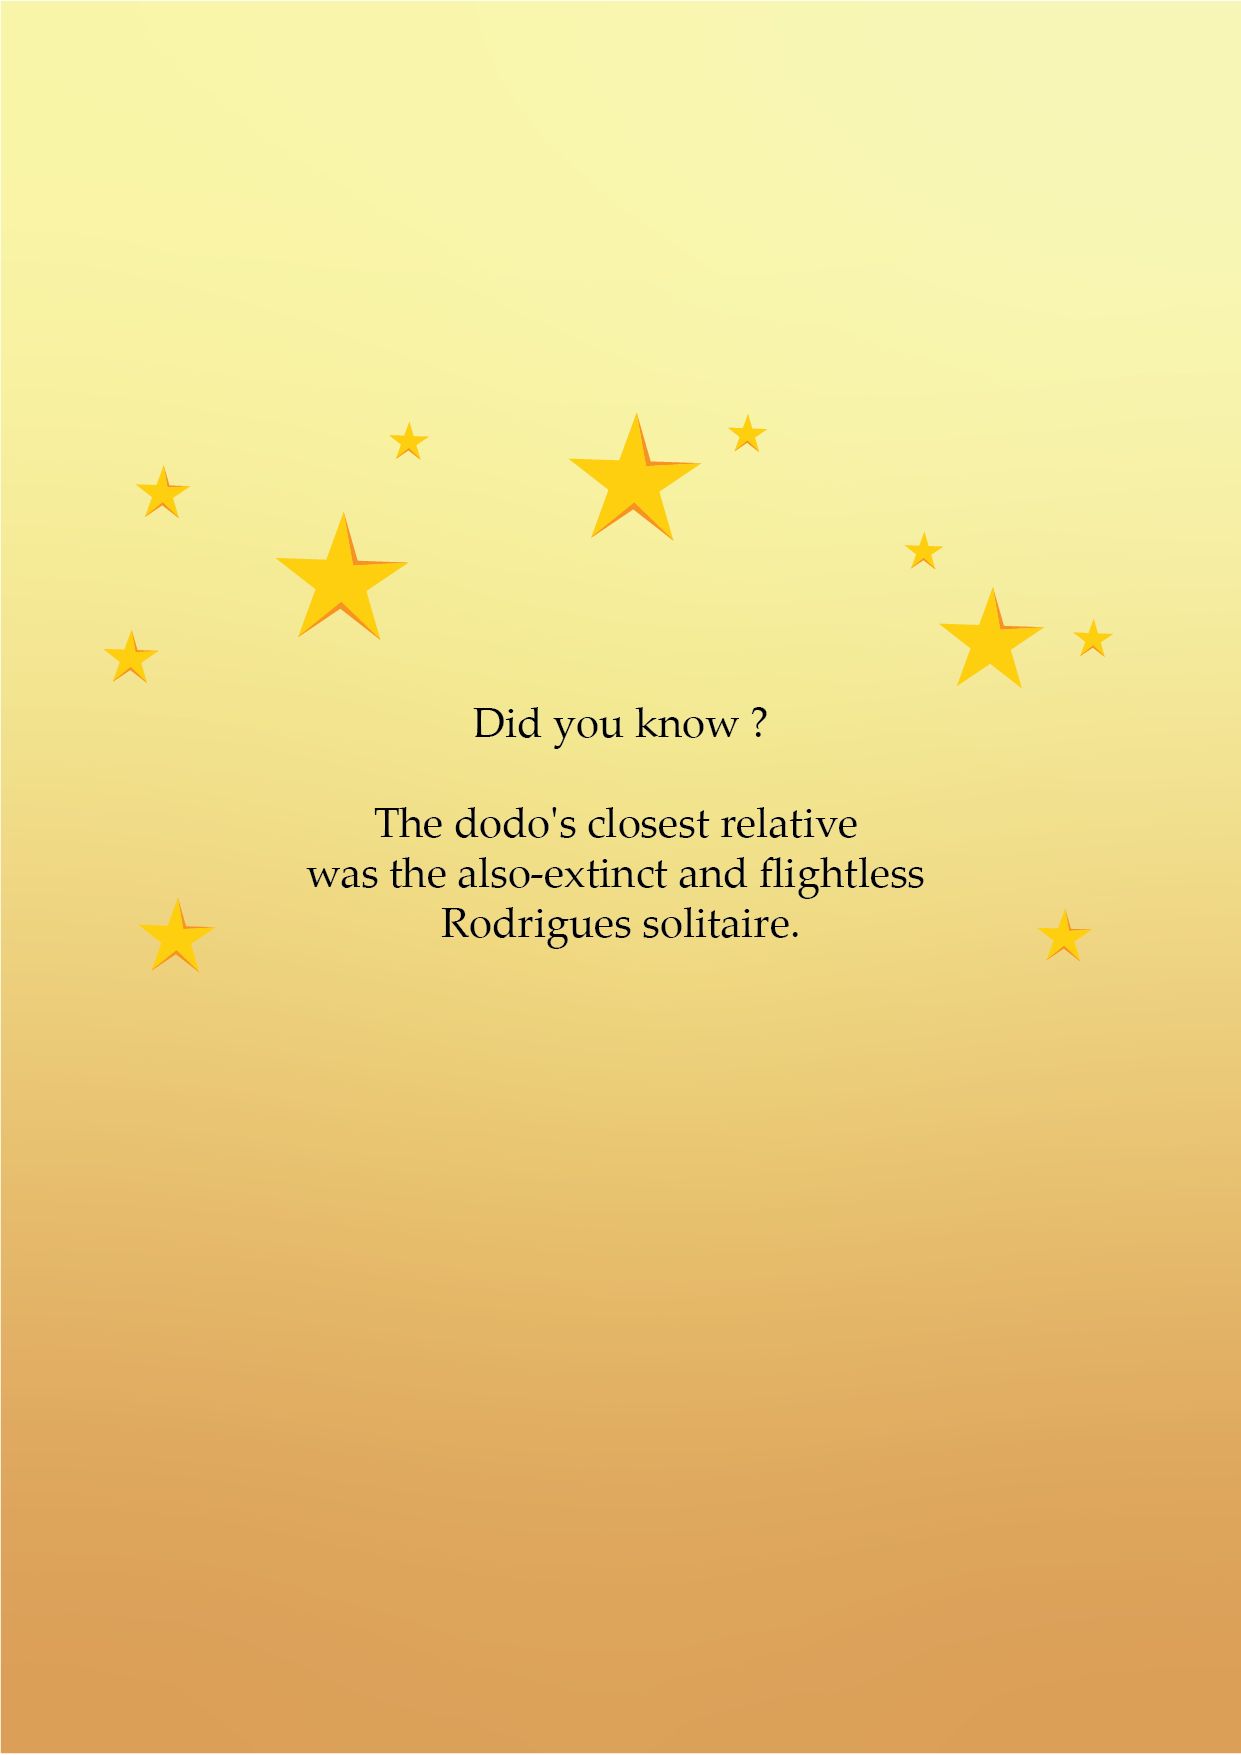 Did you know ?
The dodo's closest relative
was the also-extinct and flightless
Rodrigues solitaire.